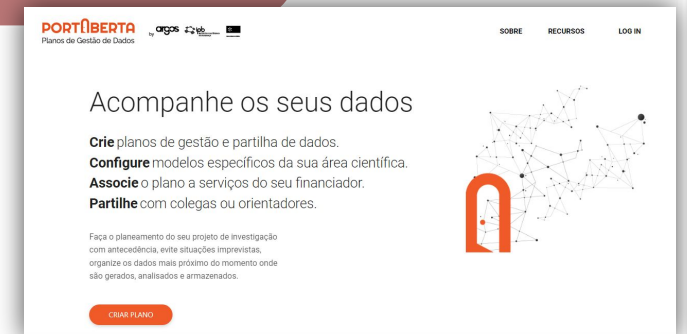 PORTABERTA
Planos de Gestão de Dados
by argos ipb
SOBRE RECURSOS LOG IN
Acompanhe os seus dados
Crie planos de gestão e partilha de dados.
Configure modelos específicos da sua área científica.
Associe o plano a serviços do seu financiador.
Partilhe com colegas ou orientadores.
Faça o planeamento do seu projeto de investigação
com antecedência, evite situações imprevistas,
organize os dados mais próximo do momento onde
são gerados, analisados e armazenados.
CRIAR PLANO